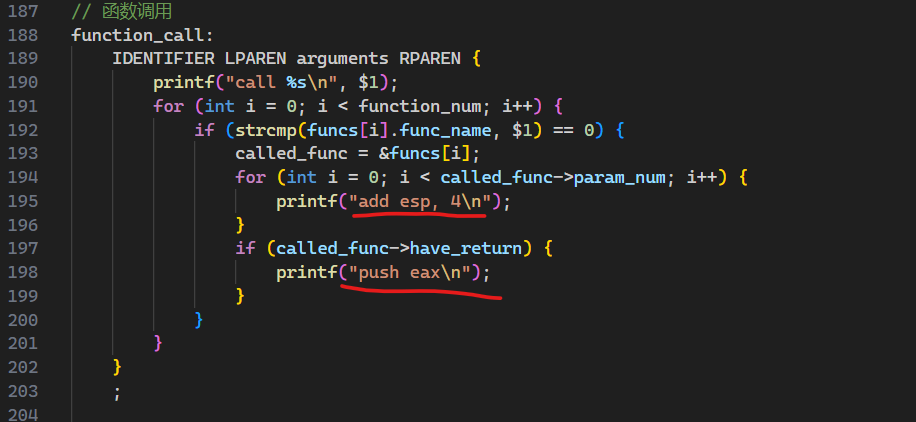 187 // 函数调用
188 function_call:
189     IDENTIFIER LPAREN arguments RPAREN {
190         printf("call %s\n", $1);
191         for (int i = 0; i < function_num; i++) {
192             if (strcmp(funcs[i].func_name, $1) == 0) {
193                 called_func = &funcs[i];
194                 for (int i = 0; i < called_func->param_num; i++) {
195                     printf("add esp, 4\n");
196                 }
197                 if (called_func->have_return) {
198                     printf("push eax\n");
199                 }
200             }
201         }
202     }
203     ;
204